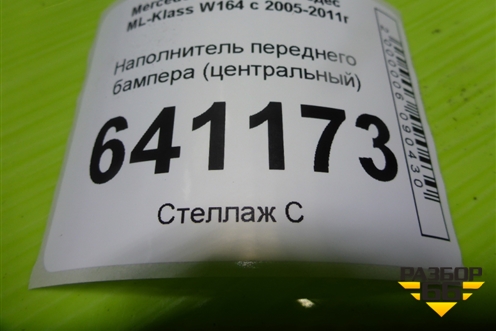 ML-Klass W164 с 2005-2011г
Наполнитель переднего
бампера (центральный)
641173
Стеллаж С
РАЗБОР